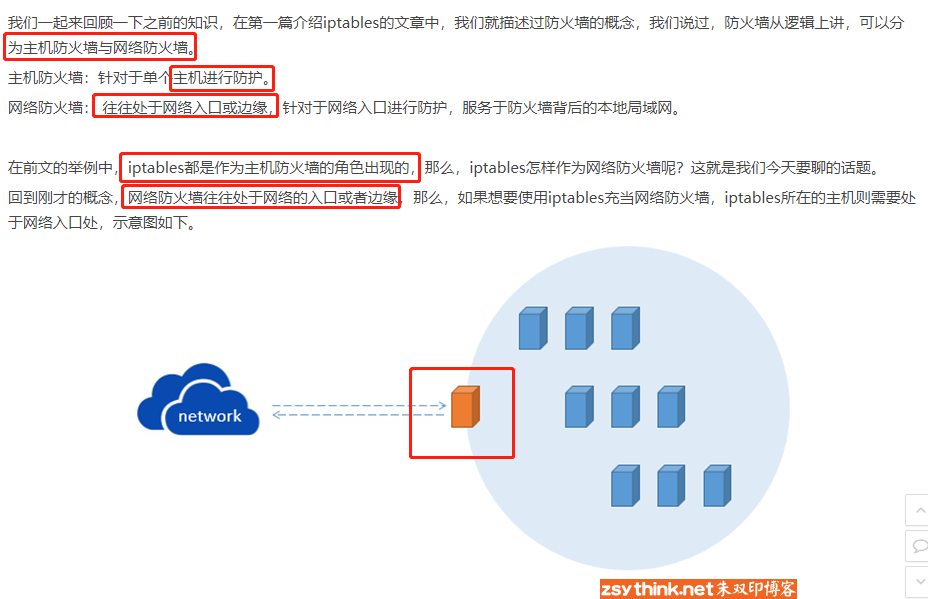 我们一起来回顾一下之前的知识，在第一篇介绍iptables的文章中，我们就描述过防火墙的概念，我们说过，防火墙从逻辑上讲，可以分
为主机防火墙与网络防火墙。
主机防火墙：针对于单个主机进行防护。
网络防火墙：往往处于网络入口或边缘，针对于网络入口进行防护，服务于防火墙背后的本地局域网。
在前文的举例中，iptables都是作为主机防火墙的角色出现的，那么，iptables怎样作为网络防火墙呢？这就是我们今天要聊的话题。
回到刚才的概念，网络防火墙往往处于网络的入口或者边缘，那么，如果想要使用iptables充当网络防火墙，iptables所在的主机则需要处
于网络入口处，示意图如下。
network
zsythink.net朱双印博客